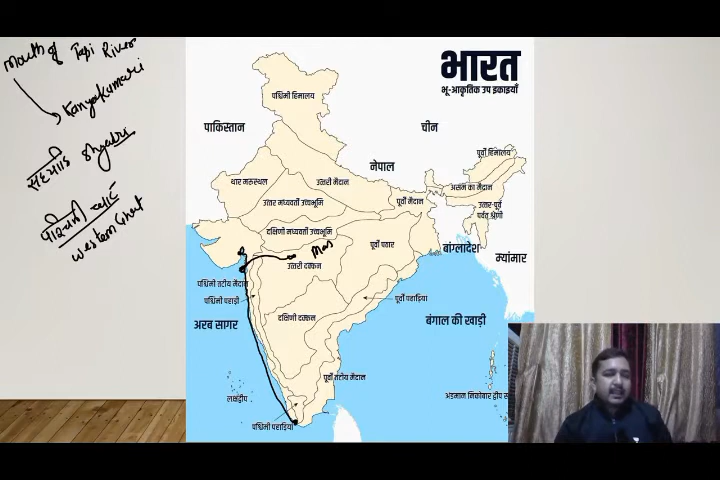 Mouth of Tapi River
Kanyakumari
Shyadri
पश्चिमी घाट
Western Ghat
भारत
भू-आकृतिक उप इकाइयाँ
पश्चिमी हिमालय
पाकिस्तान
चीन
नेपाल
पूर्वी हिमालय
थार मरूस्थल
उत्तरी मैदान
असम का मैदान
उत्तर मध्यवर्ती उच्चभूमि
पूर्वी मैदान
उत्तर-पूर्व
पर्वत श्रेणी
दक्षिणी मध्यवर्ती उच्चभूमि
पूर्वी पठार
बांग्लादेश
म्यांमार
उत्तरी दक्कन
पश्चिमी तटीय मैदान
पश्चिमी पहाड़ी
पूर्वी पहाड़िया
दक्षिणी दक्कन
अरब सागर
बंगाल की खाड़ी
पूर्वी तटीय मैदान
लक्षद्वीप
अंडमान निकोबार द्वीप
पश्चिमी पहाड़िया